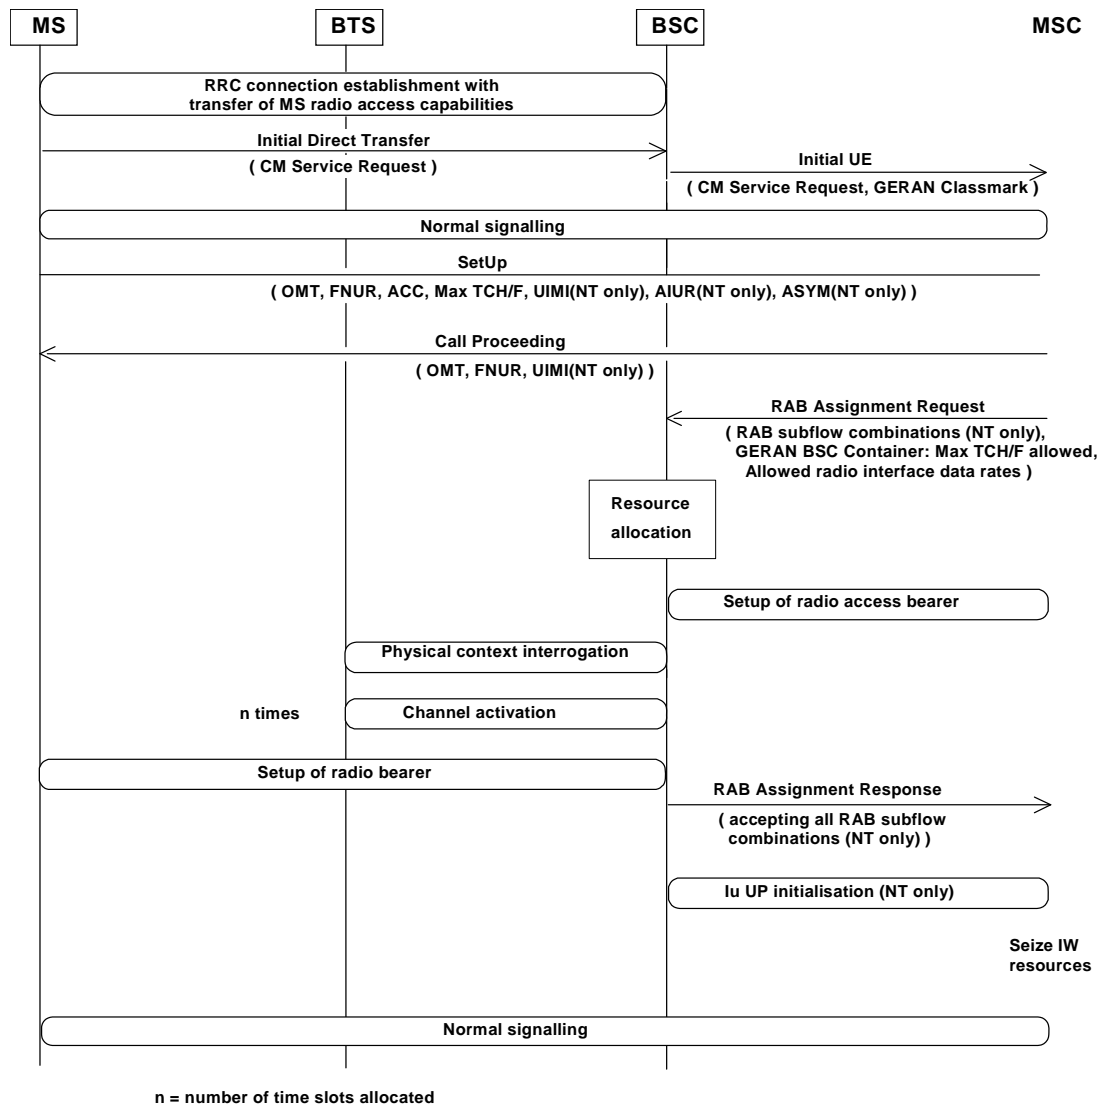 MS BTS BSC MSC
RRC connection establishment with
transfer of MS radio access capabilities
Initial Direct Transfer
( CM Service Request )
Initial UE
( CM Service Request, GERAN Classmark )
Normal signalling
SetUp
( OMT, FNUR, ACC, Max TCH/F, UIMI(NT only), AIUR(NT only), ASYM(NT only) )
Call Proceeding
( OMT, FNUR, UIMI(NT only) )
RAB Assignment Request
( RAB subflow combinations (NT only),
GERAN BSC Container: Max TCH/F allowed,
Allowed radio interface data rates )
Resource
allocation
Setup of radio access bearer
Physical context interrogation
n times
Channel activation
Setup of radio bearer
RAB Assignment Response
( accepting all RAB subflow
combinations (NT only) )
Iu UP initialisation (NT only)
Seize IW
resources
Normal signalling
n = number of time slots allocated